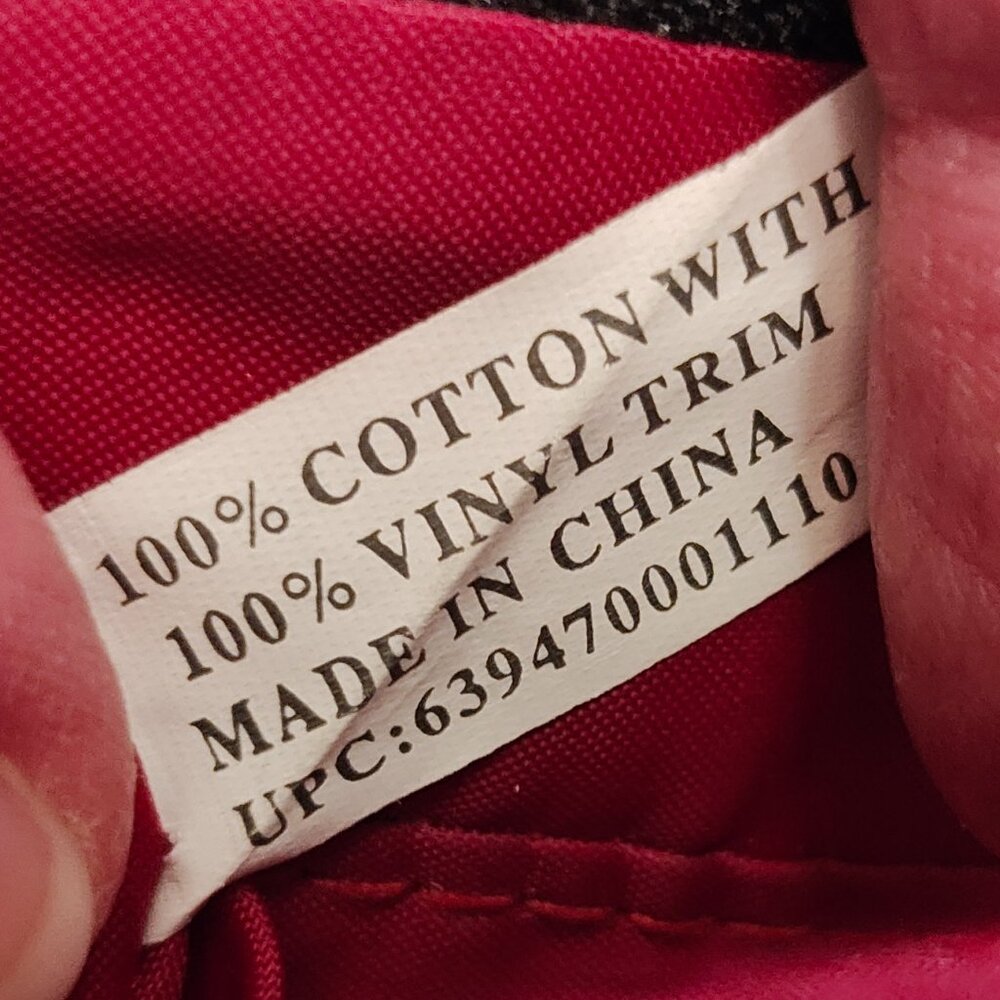 100% COTTON WITH
100% VINYL TRIM
MADE IN CHINA
UPC:639470001110